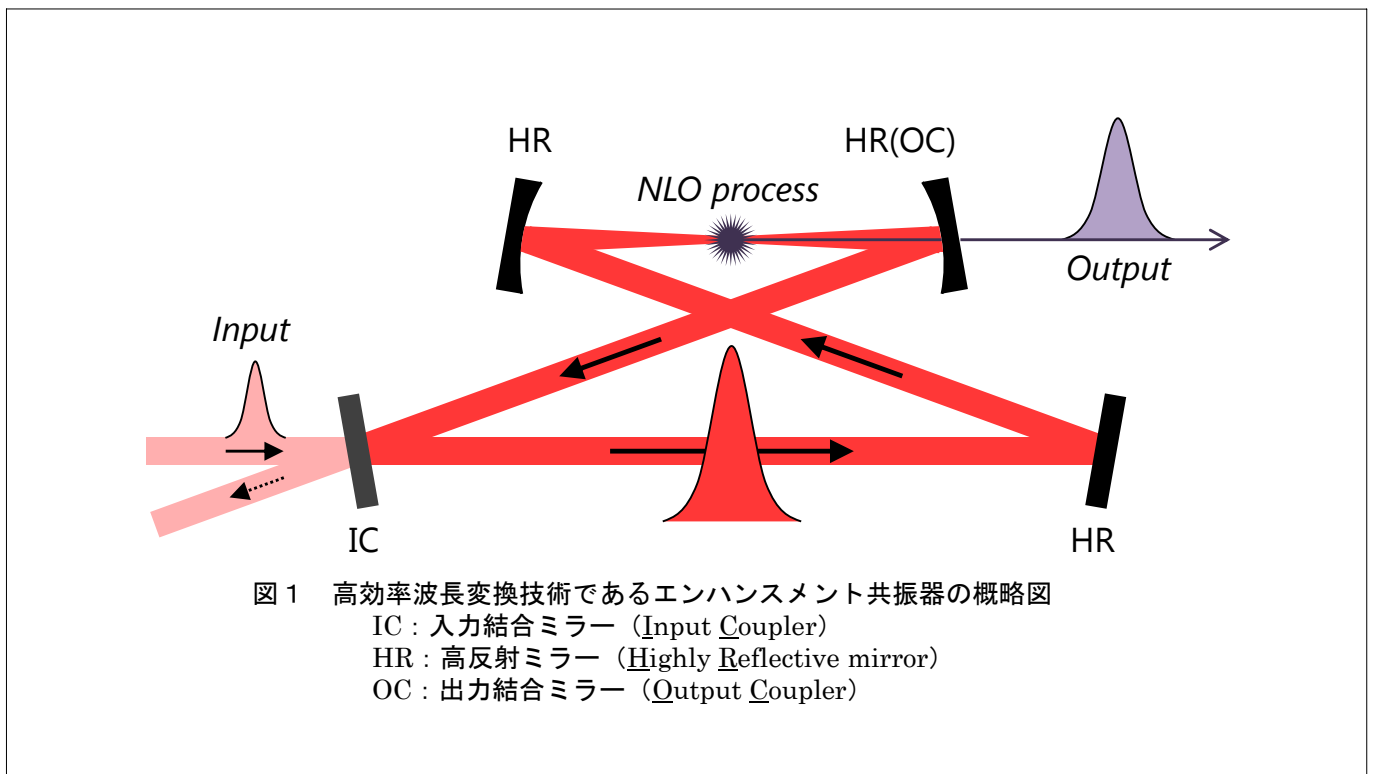 HR
HR(OC)
NLO process
Output
Input
IC
HR
図１　高効率波長変換技術であるエンハンスメント共振器の概略図
IC：入力結合ミラー（Input Coupler）
HR：高反射ミラー（Highly Reflective mirror）
OC：出力結合ミラー（Output Coupler）